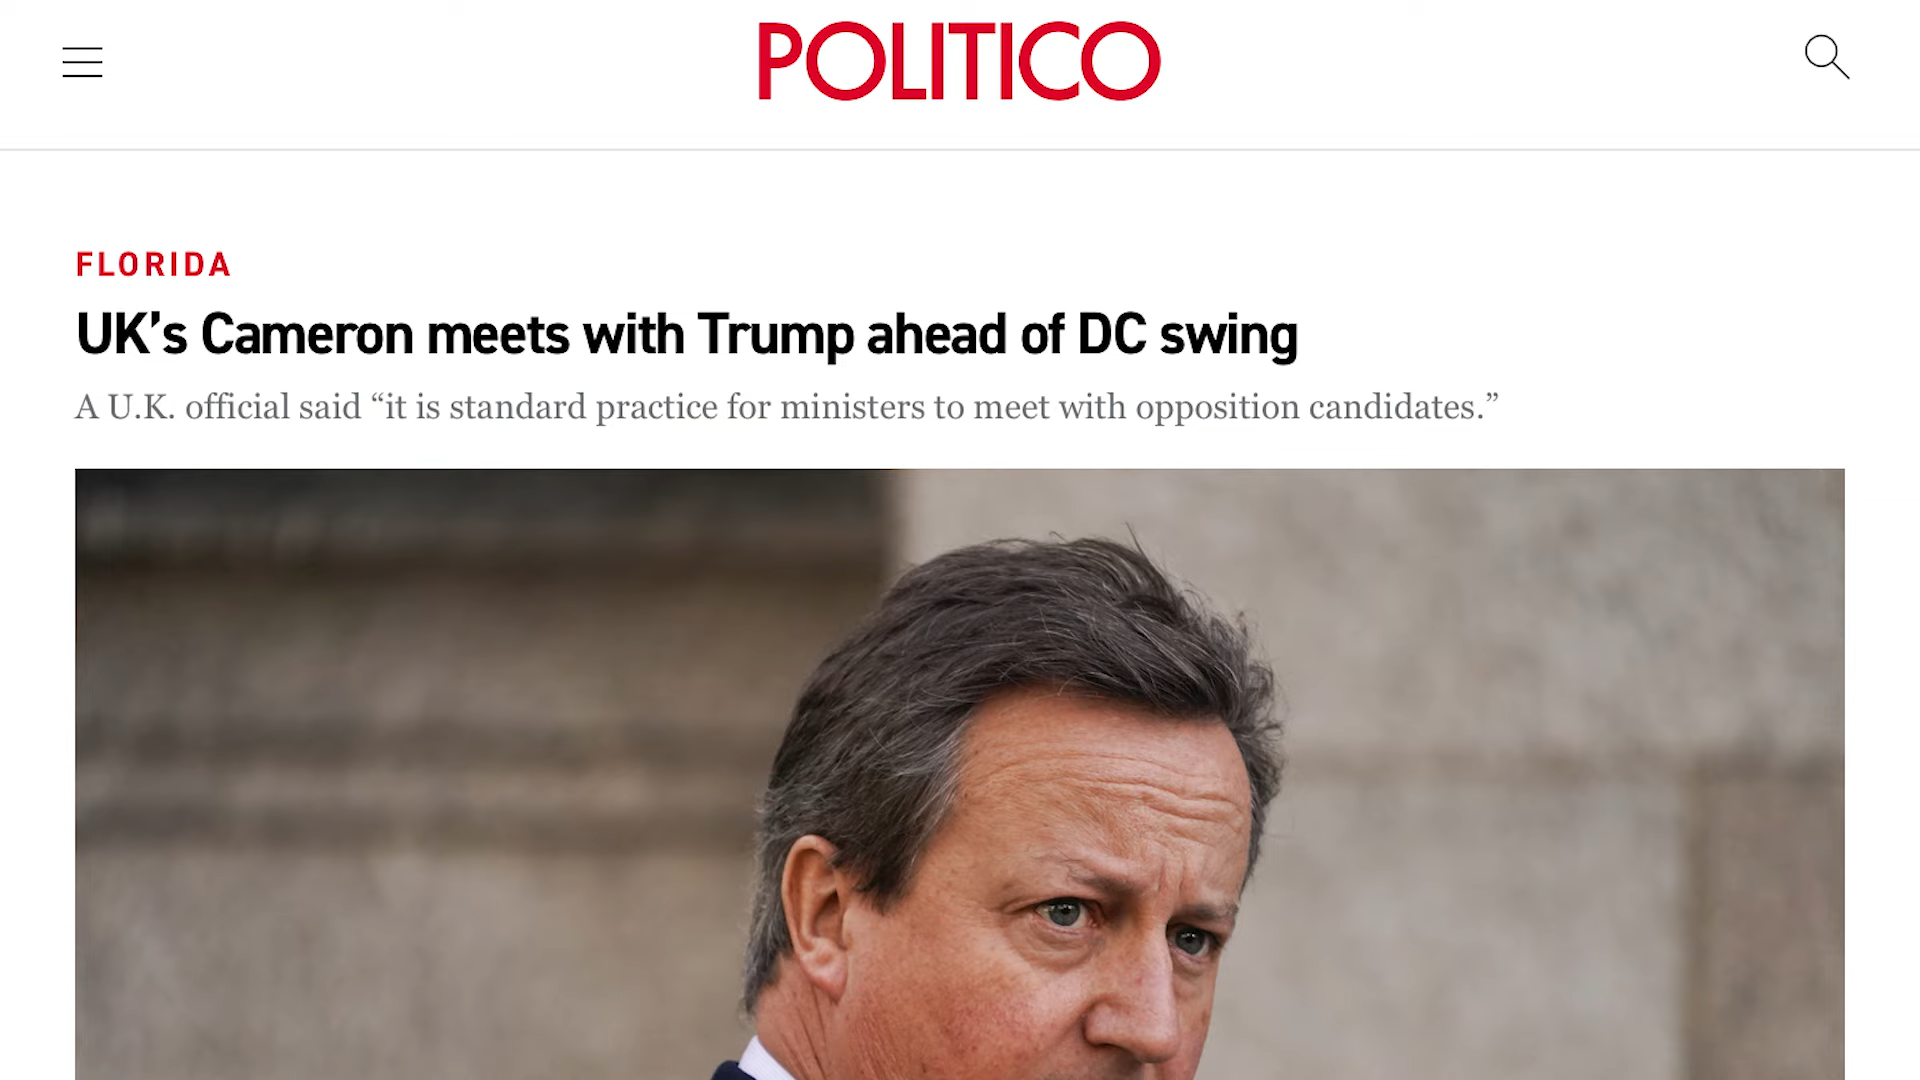 POLITICO
FLORIDA
UK’s Cameron meets with Trump ahead of DC swing
A U.K. official said “it is standard practice for ministers to meet with opposition candidates.”